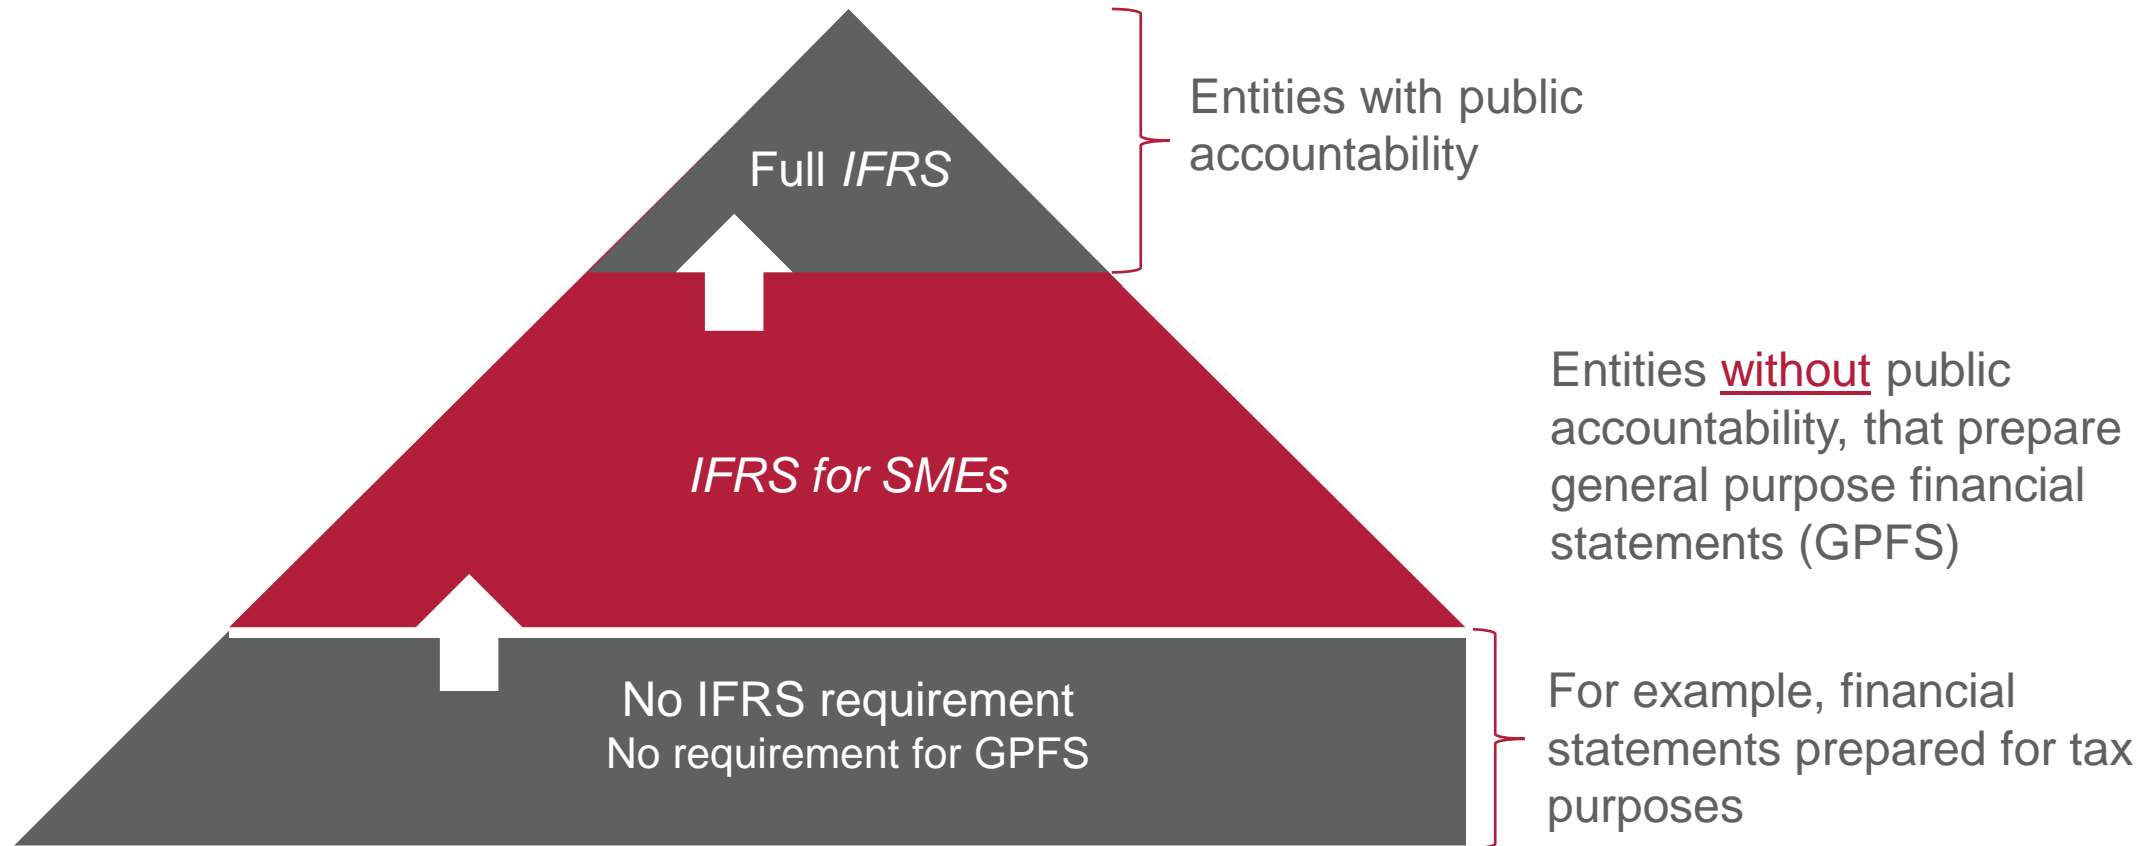 Full IFRS
Entities with public
accountability
IFRS for SMEs
Entities without public
accountability, that prepare
general purpose financial
statements (GPFS)
No IFRS requirement
No requirement for GPFS
For example, financial
statements prepared for tax
purposes